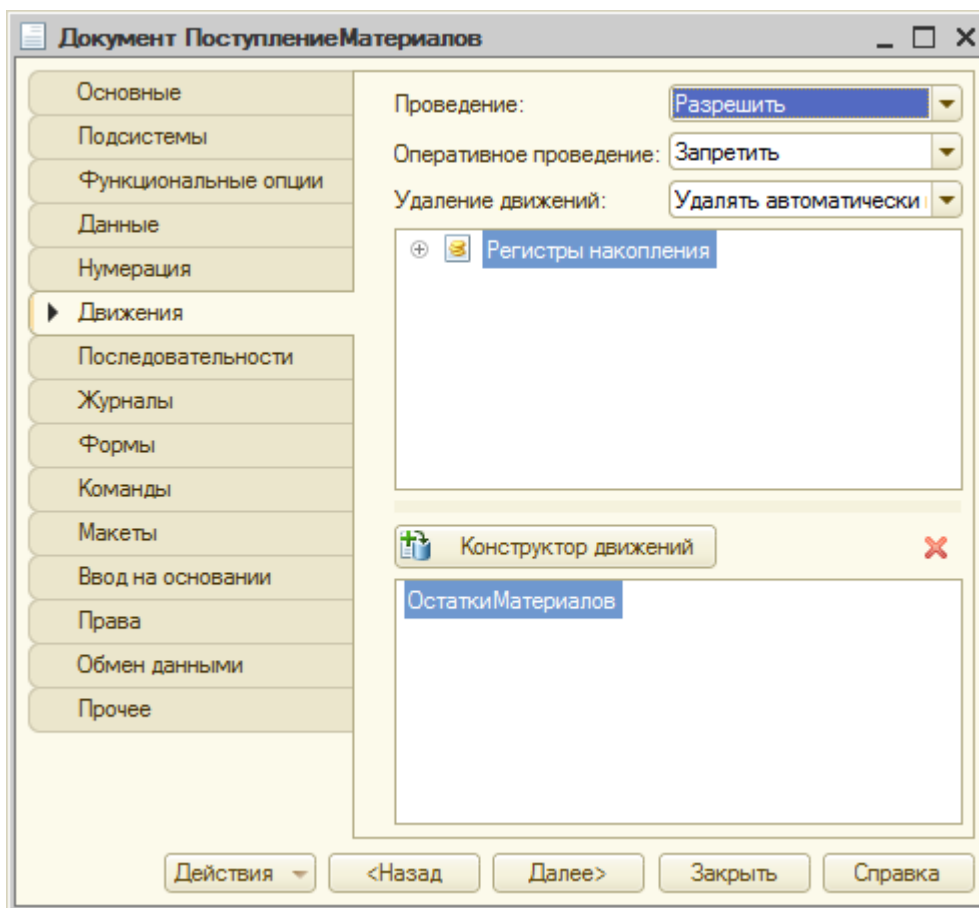 Документ ПоступлениеМатериалов
Основные
Подсистемы
Функциональные опции
Данные
Нумерация
Движения
Последовательности
Журналы
Формы
Команды
Макеты
Ввод на основании
Права
Обмен данными
Прочее
Проведение: Разрешить
Оперативное проведение: Запретить
Удаление движений: Удалять автоматически
Регистры накопления
Конструктор движений
ОстаткиМатериалов
Действия <Назад Далее> Закрыть Справка